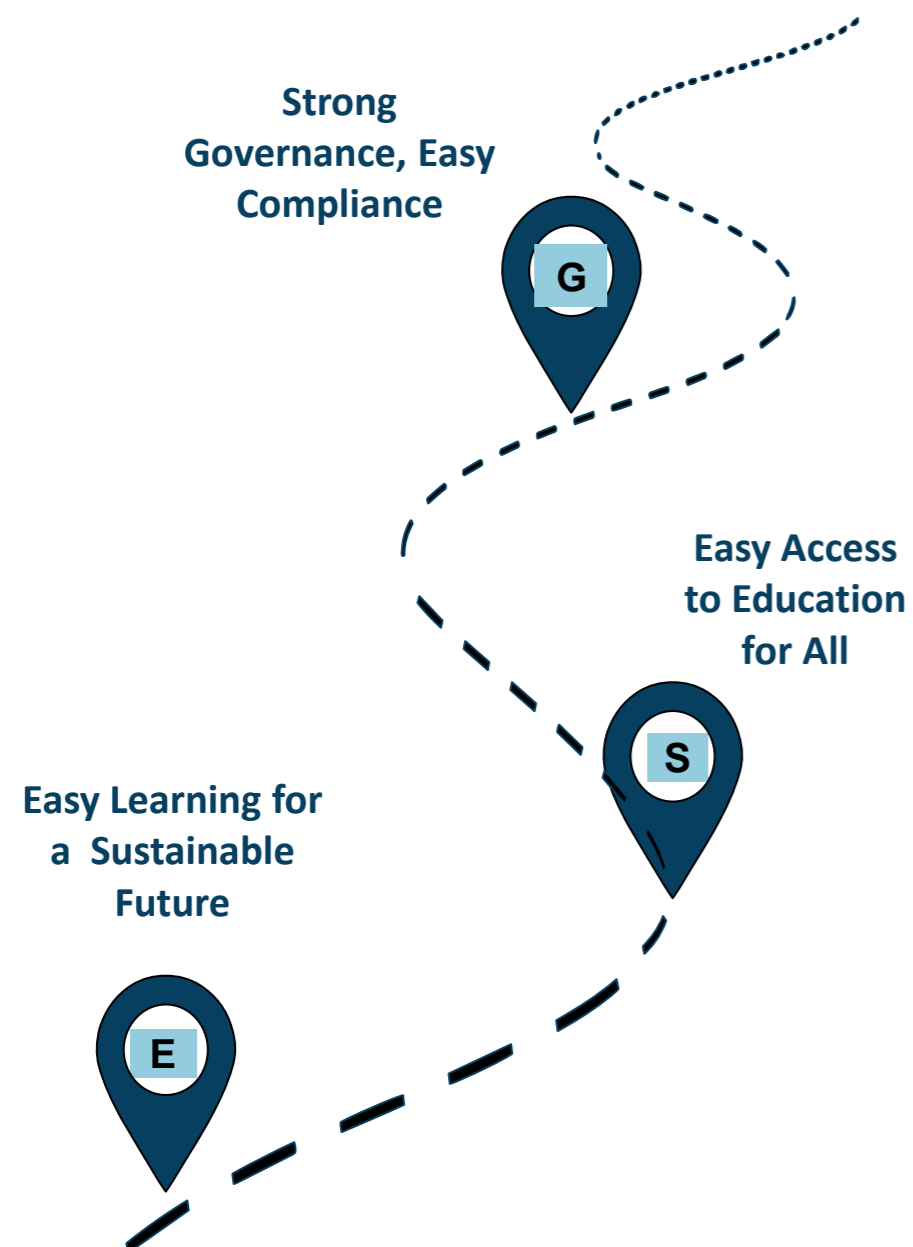 Strong
Governance, Easy
Compliance
G
Easy Access
to Education
for All
S
Easy Learning for
a  Sustainable
Future
E